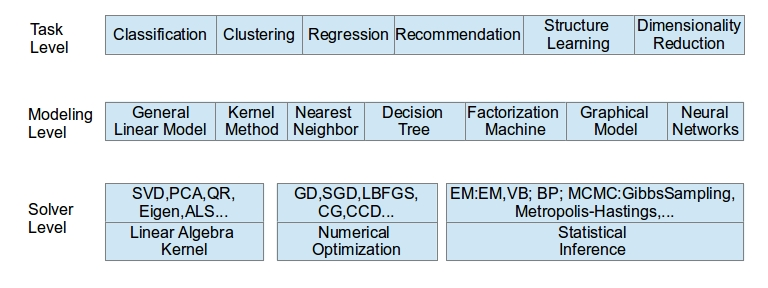 Task
Level
Classification
Clustering
Regression
Recommendation
Structure
Learning
Dimensionality
Reduction
Modeling
Level
General
Linear Model
Kernel
Method
Nearest
Neighbor
Decision
Tree
Factorization
Machine
Graphical
Model
Neural
Networks
Solver
Level
SVD,PCA,QR,
Eigen,ALS...
Linear Algebra
Kernel
GD,SGD,LBFGS,
CG,CCD...
Numerical
Optimization
EM:EM,VB; BP; MCMC:GibbsSampling,
Metropolis-Hastings,...
Statistical
Inference